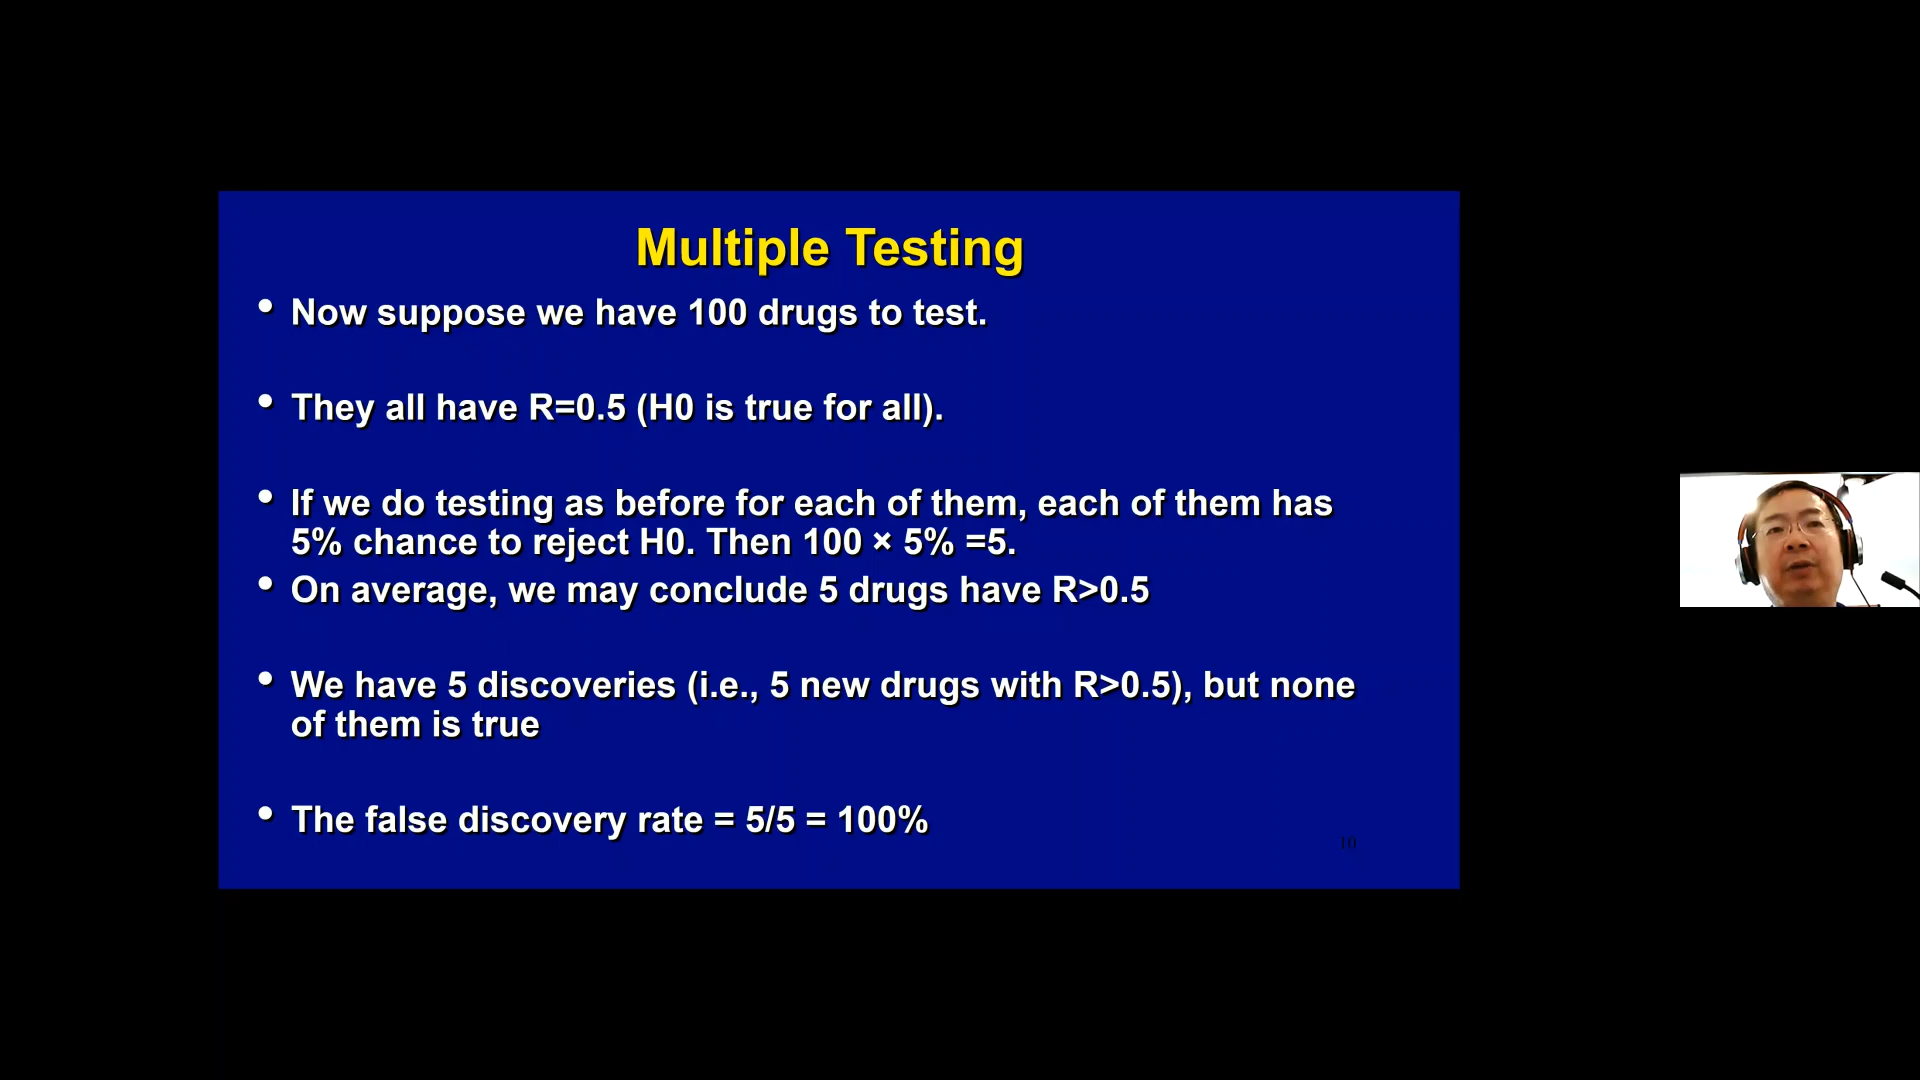 Multiple Testing
• Now suppose we have 100 drugs to test.
• They all have R=0.5 (H0 is true for all).
• If we do testing as before for each of them, each of them has
5% chance to reject H0. Then 100 × 5% =5.
• On average, we may conclude 5 drugs have R>0.5
• We have 5 discoveries (i.e., 5 new drugs with R>0.5), but none
of them is true
• The false discovery rate = 5/5 = 100%
10